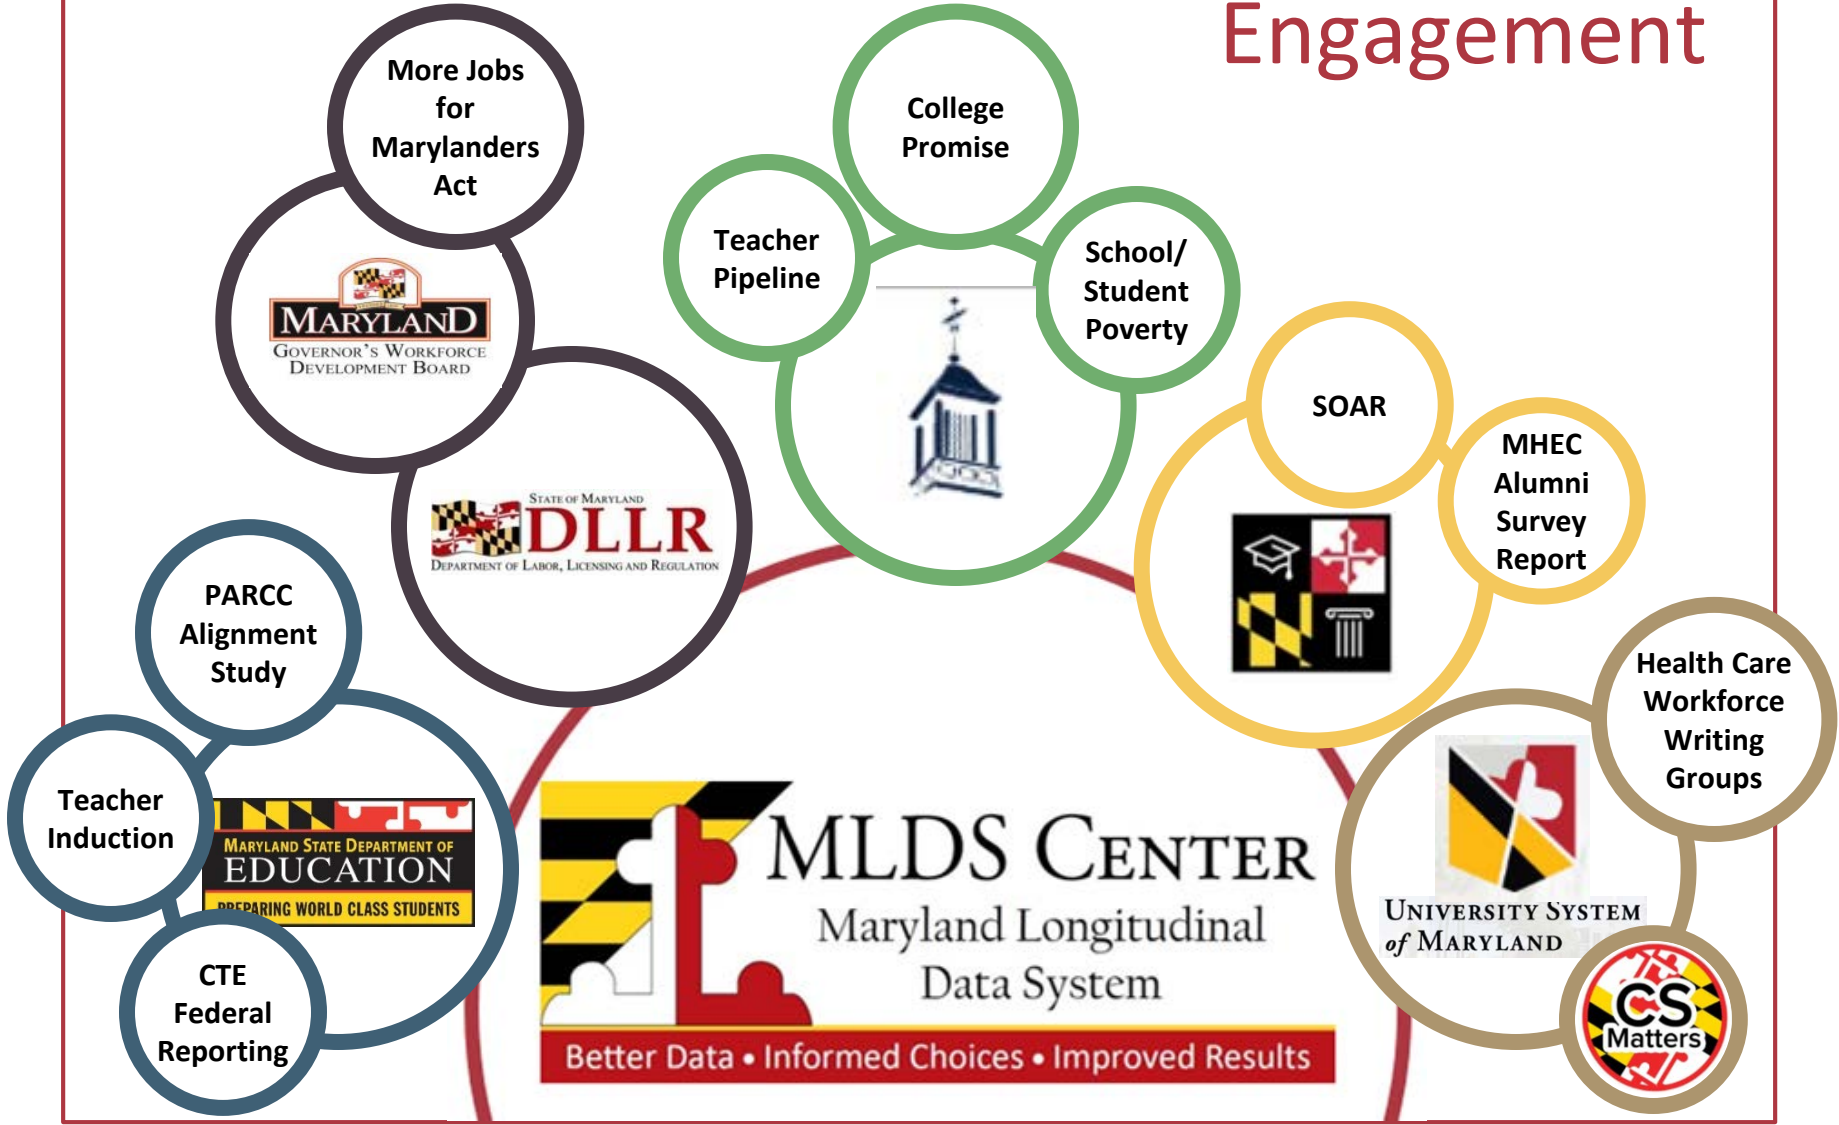 Engagement
More Jobs
for
Marylanders
Act
MARYLAND
GOVERNOR'S WORKFORCE
DEVELOPMENT BOARD
STATE OF MARYLAND
DLLR
DEPARTMENT OF LABOR, LICENSING AND REGULATION
College
Promise
Teacher
Pipeline
School/
Student
Poverty
SOAR
MHEC
Alumni
Survey
Report
PARCC
Alignment
Study
Teacher
Induction
MARYLAND STATE DEPARTMENT OF
EDUCATION
PREPARING WORLD CLASS STUDENTS
CTE
Federal
Reporting
MLDS CENTER
Maryland Longitudinal
Data System
Better Data • Informed Choices • Improved Results
Health Care
Workforce
Writing
Groups
UNIVERSITY SYSTEM
of MARYLAND
CS
Matters